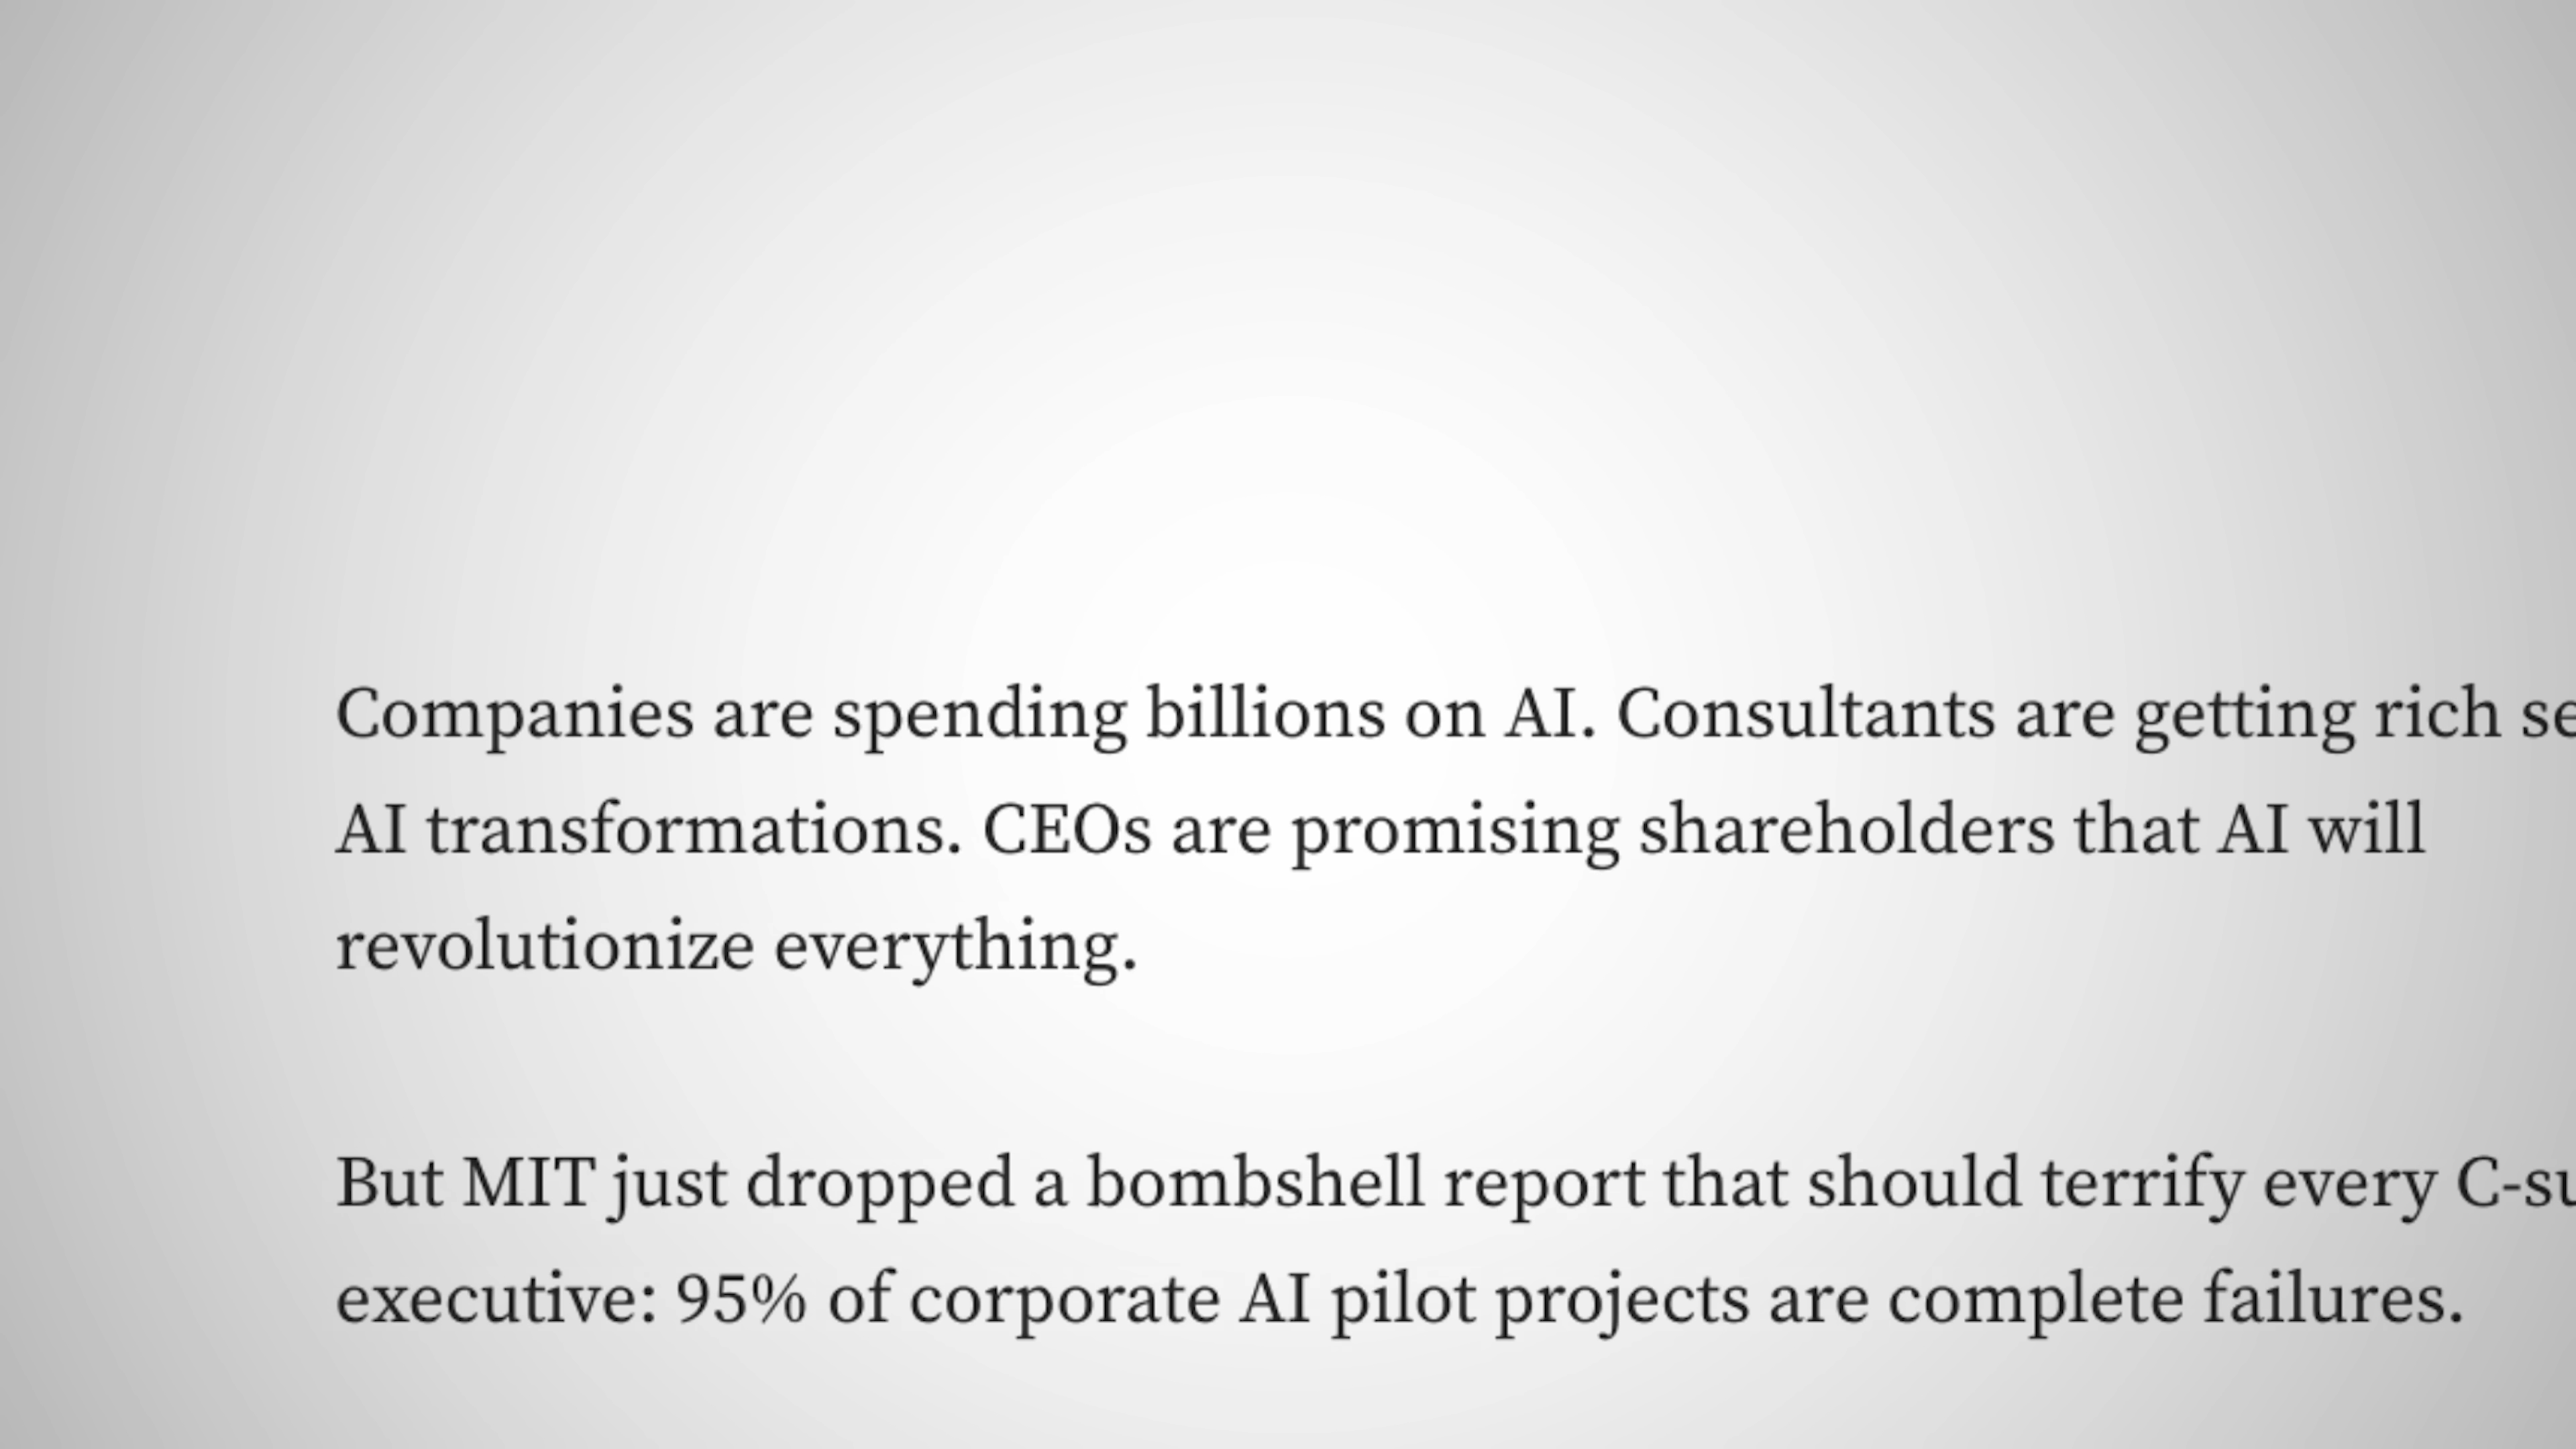 Companies are spending billions on AI. Consultants are getting rich
AI transformations. CEOs are promising shareholders that AI will
revolutionize everything.
But MIT just dropped a bombshell report that should terrify every
executive: 95% of corporate AI pilot projects are complete failures.